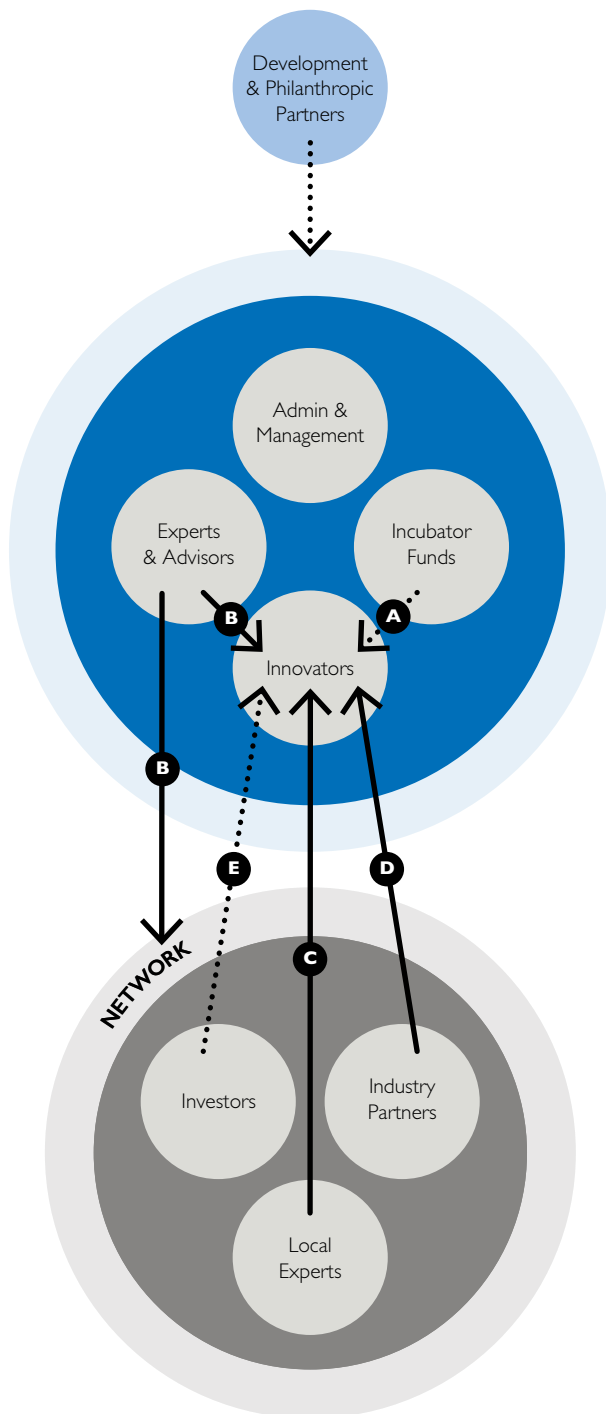 Development
& Philanthropic
Partners
Admin &
Management
Experts
& Advisors
Incubator
Funds
B
A
Innovators
B
E
D
C
NETWORK
Investors
Industry
Partners
Local
Experts